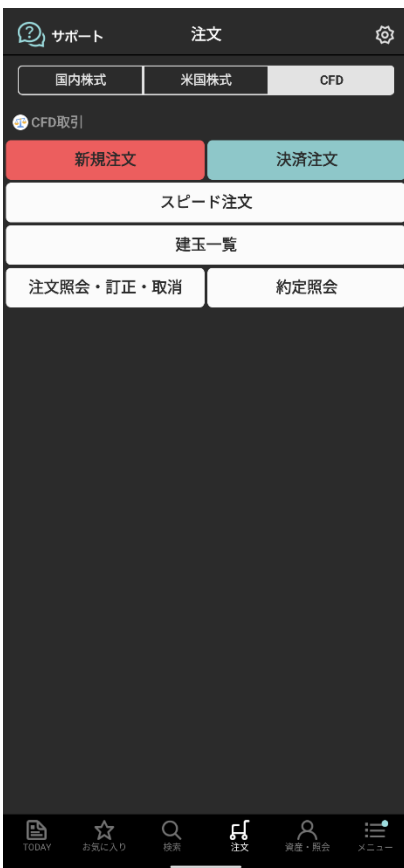 サポート
注文
国内株式
米国株式
CFD
CFD取引
新規注文
決済注文
スピード注文
建玉一覧
注文照会・訂正・取消
約定照会
TODAY
お気に入り
検索
注文
資産・照会
メニュー